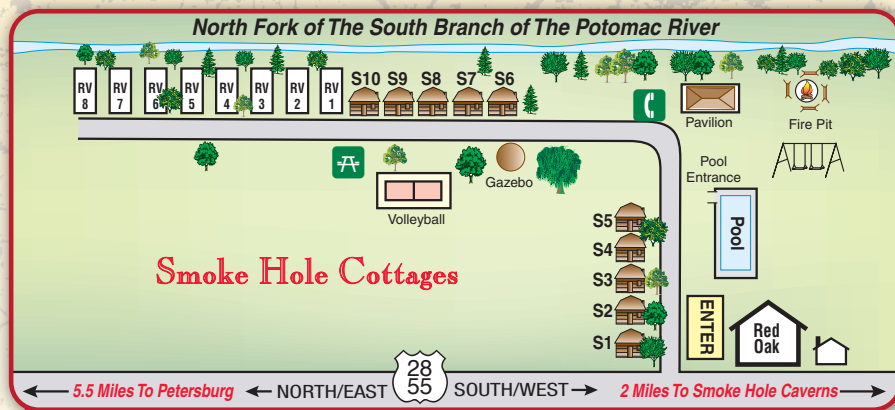 North Fork of The South Branch of The Potomac River
RV
8
RV
7
RV
6
RV
5
RV
4
RV
3
RV
2
RV
1
S10
S9
S8
S7
S6
Pavilion
Fire Pit
Pool
Entrance
Gazebo
Volleyball
Pool
S5
S4
S3
S2
S1
Smoke Hole Cottages
ENTER
Red
Oak
5.5 Miles To Petersburg
NORTH/EAST
28
55
SOUTH/WEST
2 Miles To Smoke Hole Caverns